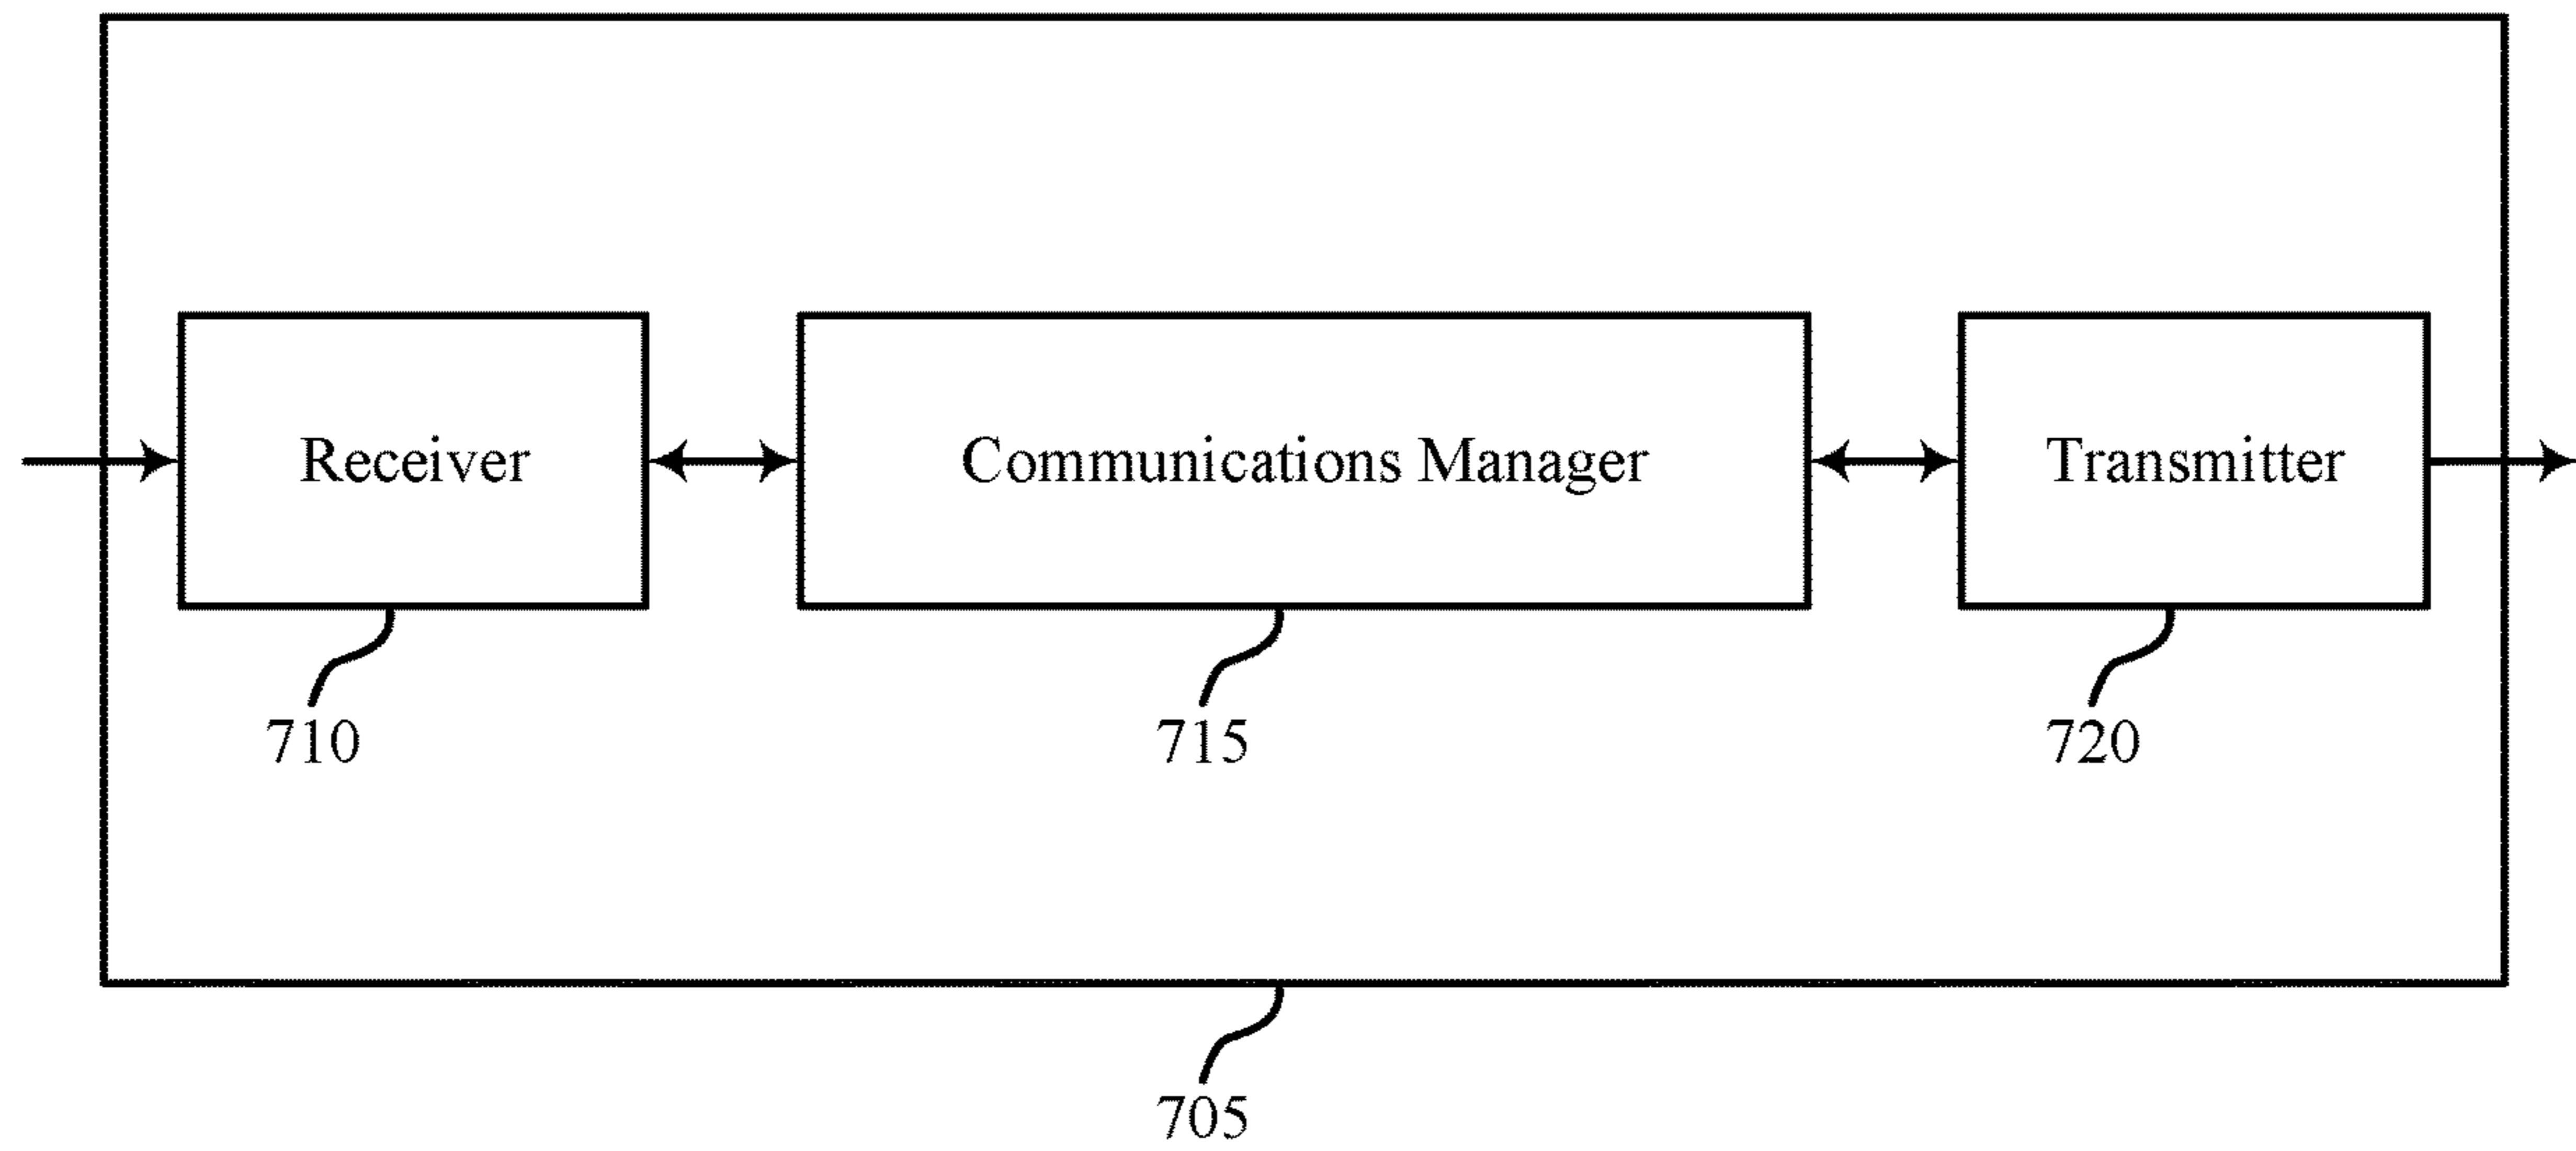 Receiver
Communications Manager
Transmitter
710
715
720
705